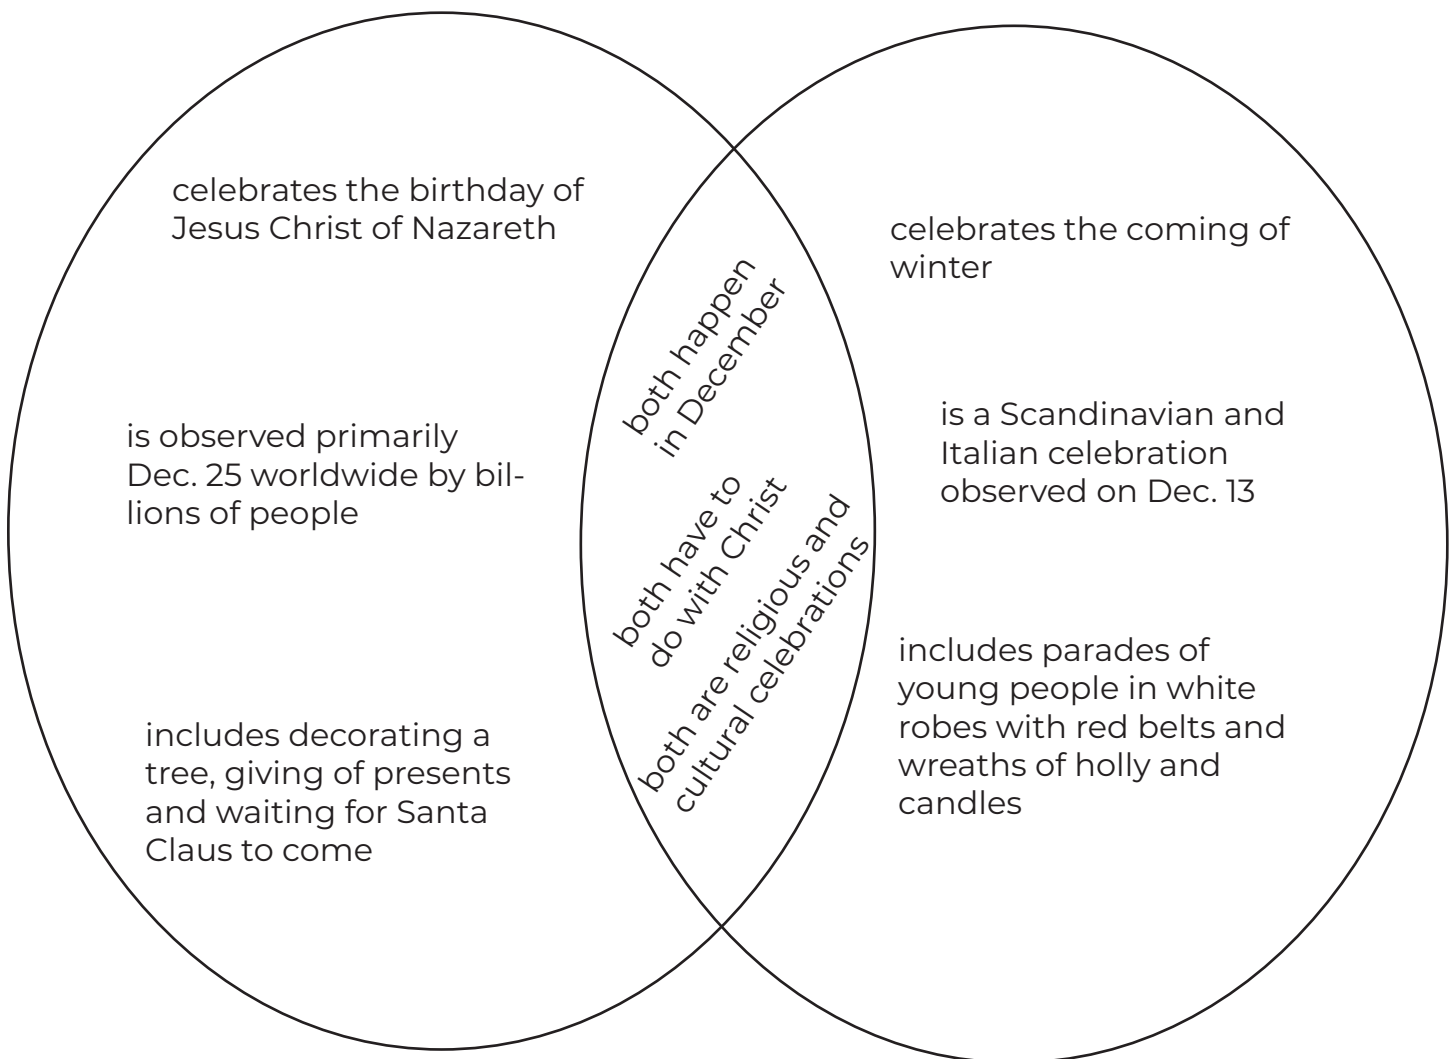 celebrates the birthday of
Jesus Christ of Nazareth
is observed primarily
Dec. 25 worldwide by bil-
lions of people
includes decorating a
tree, giving of presents
and waiting for Santa
Claus to come
both happen
in December
both have to
do with Christ
both are religious and
cultural celebrations
celebrates the coming of
winter
is a Scandinavian and
Italian celebration
observed on Dec. 13
includes parades of
young people in white
robes with red belts and
wreaths of holly and
candles